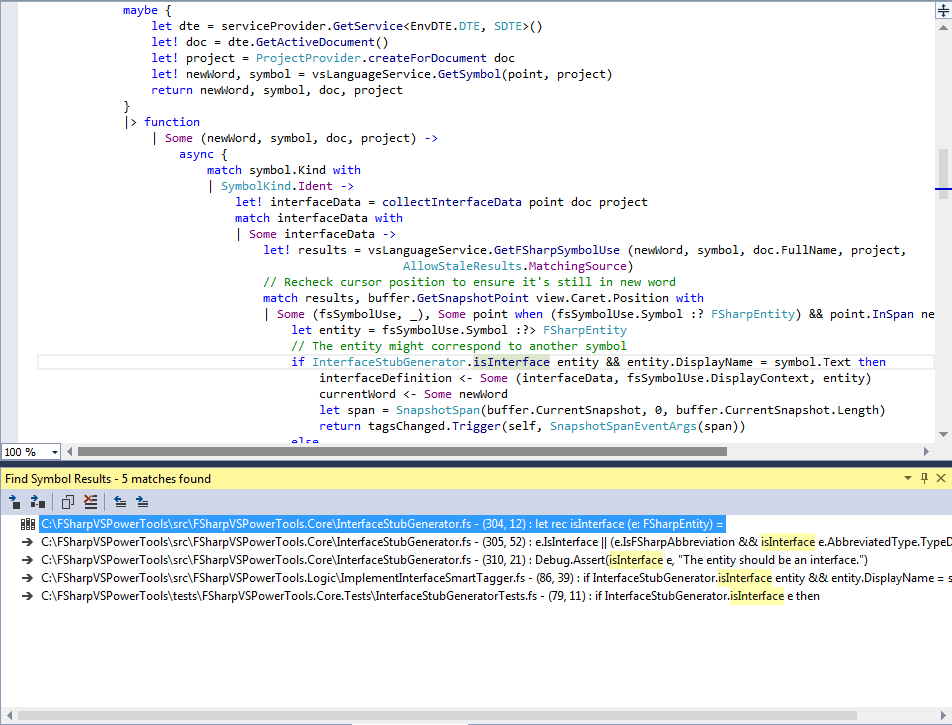 maybe {
let dte = serviceProvider.GetService<EnvDTE.DTE, SDTE>()
let! doc = dte.GetActiveDocument()
let! project = ProjectProvider.createForDocument doc
let! newWord, symbol = vsLanguageService.GetSymbol(point, project)
return newWord, symbol, doc, project
}
|> function
| Some (newWord, symbol, doc, project) ->
async {
match symbol.Kind with
| SymbolKind.Ident ->
let! interfaceData = collectInterfaceData point doc project
match interfaceData with
| Some interfaceData ->
let! results = vsLanguageService.GetFSharpSymbolUse (newWord, symbol, doc.FullName, project,
AllowStaleResults.MatchingSource)
// Recheck cursor position to ensure it's still in new word
match results, buffer.GetSnapshotPoint view.Caret.Position with
| Some (fsSymbolUse, _), Some point when (fsSymbolUse.Symbol :? FSharpEntity) && point.InSpan ne
let entity = fsSymbolUse.Symbol :?> FSharpEntity
// The entity might correspond to another symbol
if InterfaceStubGenerator.isInterface entity && entity.DisplayName = symbol.Text then
interfaceDefinition <- Some (interfaceData, fsSymbolUse.DisplayContext, entity)
currentWord <- Some newWord
let span = SnapshotSpan(buffer.CurrentSnapshot, 0, buffer.CurrentSnapshot.Length)
return tagsChanged.Trigger(self, SnapshotSpanEventArgs(span))
else
100 %
Find Symbol Results - 5 matches found
C:\FSharpVSPowerTools\src\FSharpVSPowerTools.Core\InterfaceStubGenerator.fs - (304, 12) : let rec isInterface (e: FSharpEntity) =
C:\FSharpVSPowerTools\src\FSharpVSPowerTools.Core\InterfaceStubGenerator.fs - (305, 52) : e.IsInterface || (e.IsFSharpAbbreviation && isInterface e.AbbreviatedType.TypeD
C:\FSharpVSPowerTools\src\FSharpVSPowerTools.Core\InterfaceStubGenerator.fs - (310, 21) : Debug.Assert(isInterface e, "The entity should be an interface.")
C:\FSharpVSPowerTools\src\FSharpVSPowerTools.Logic\ImplementInterfaceSmartTagger.fs - (86, 39) : if InterfaceStubGenerator.isInterface entity && entity.DisplayName = s
C:\FSharpVSPowerTools\tests\FSharpVSPowerTools.Core.Tests\InterfaceStubGeneratorTests.fs - (79, 11) : if InterfaceStubGenerator.isInterface e then